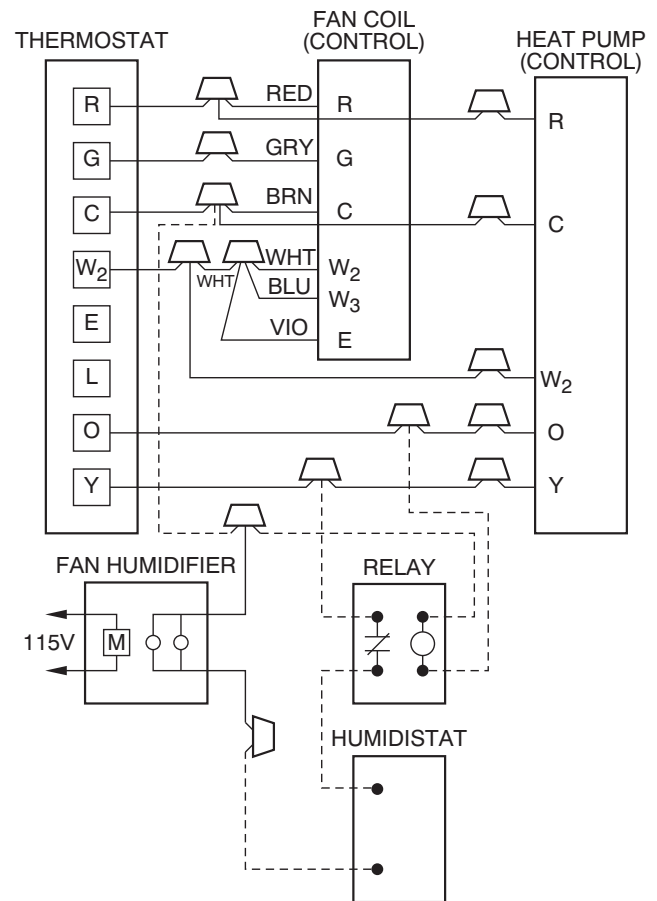 THERMOSTAT
R
G
C
W₂
E
L
O
Y
FAN COIL
(CONTROL)
RED
R
GRY
G
BRN
C
WHT
W₂
WHT
BLU
W₃
VIO
E
HEAT PUMP
(CONTROL)
R
C
W₂
O
Y
FAN HUMIDIFIER
115V
M
RELAY
HUMIDISTAT